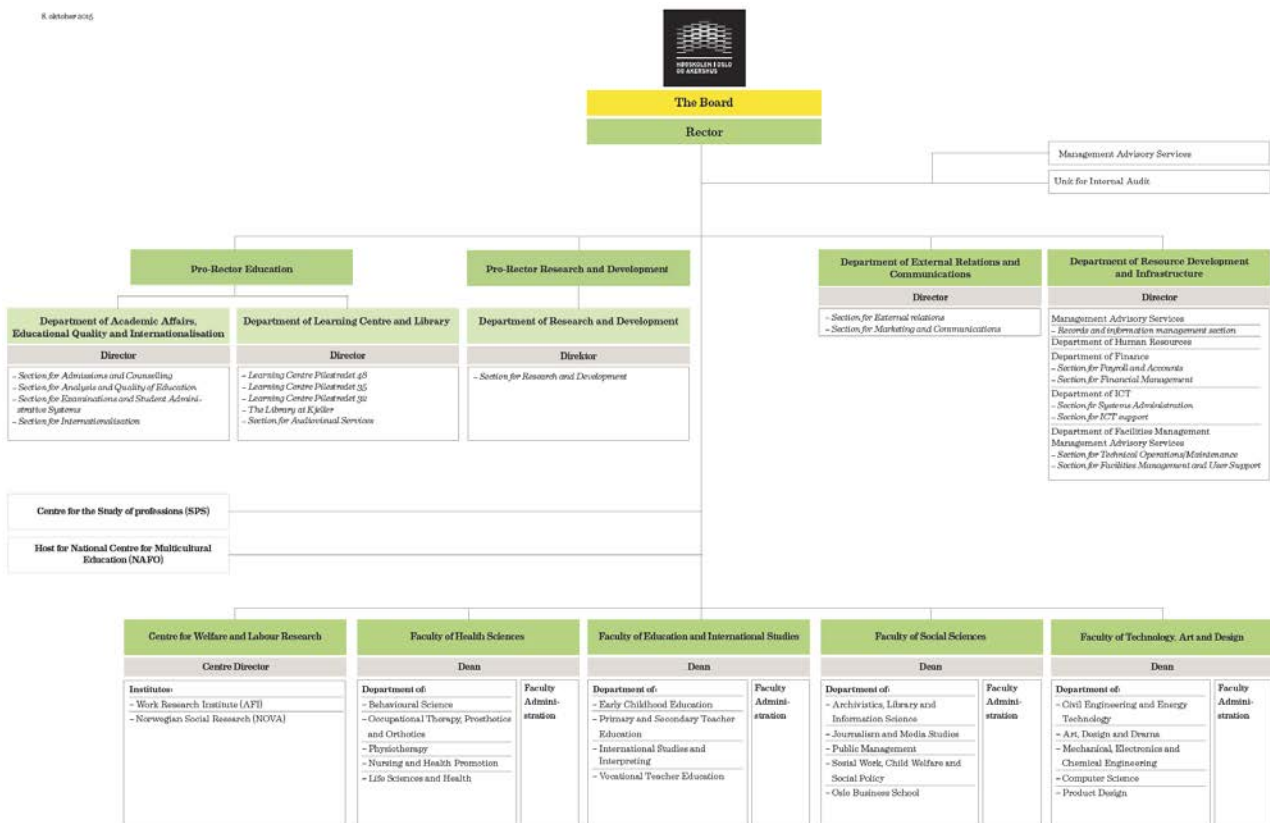 8. oktober 2015
HØGSKOLEN I OSLO
OG AKERSHUS
The Board
Rector
Management Advisory Services
Unit for Internal Audit
Pro-Rector Education
Pro-Rector Research and Development
Department of External Relations and
Communications
Director
– Section for External relations
– Section for Marketing and Communications
Department of Resource Development
and Infrastructure
Director
Management Advisory Services
– Records and information management section
Department of Human Resources
Department of Finance
– Section for Payroll and Accounts
– Section for Financial Management
Department of ICT
– Section for Systems Administration
– Section for ICT support
Department of Facilities Management
Management Advisory Services
– Section for Technical Operations/Maintenance
– Section for Facilities Management and User Support
Department of Academic Affairs,
Educational Quality and Internationalisation
Director
– Section for Admissions and Counselling
– Section for Analysis and Quality of Education
– Section for Examinations and Student Admini-
strative Systems
– Section for Internationalisation
Department of Learning Centre and Library
Director
– Learning Centre Pilestredet 48
– Learning Centre Pilestredet 35
– Learning Centre Pilestredet 32
– The Library at Kjeller
– Section for Audiovisual Services
Department of Research and Development
Direktor
– Section for Research and Development
Centre for the Study of professions (SPS)
Host for National Centre for Multicultural
Education (NAFO)
Centre for Welfare and Labour Research
Centre Director
Institutes:
– Work Research Institute (AFI)
– Norwegian Social Research (NOVA)
Faculty of Health Sciences
Dean
Department of:
– Behavioural Science
– Occupational Therapy, Prosthetics
and Orthotics
– Physiotherapy
– Nursing and Health Promotion
– Life Sciences and Health
Faculty
Admini-
stration
Faculty of Education and International Studies
Dean
Department of:
– Early Childhood Education
– Primary and Secondary Teacher
Education
– International Studies and
Interpreting
– Vocational Teacher Education
Faculty
Admini-
stration
Faculty of Social Sciences
Dean
Department of:
– Archivistics, Library and
Information Science
– Journalism and Media Studies
– Public Management
– Social Work, Child Welfare and
Social Policy
– Oslo Business School
Faculty
Admini-
stration
Faculty of Technology, Art and Design
Dean
Department of:
– Civil Engineering and Energy
Technology
– Art, Design and Drama
– Mechanical, Electronics and
Chemical Engineering
– Computer Science
– Product Design
Faculty
Admini-
stration